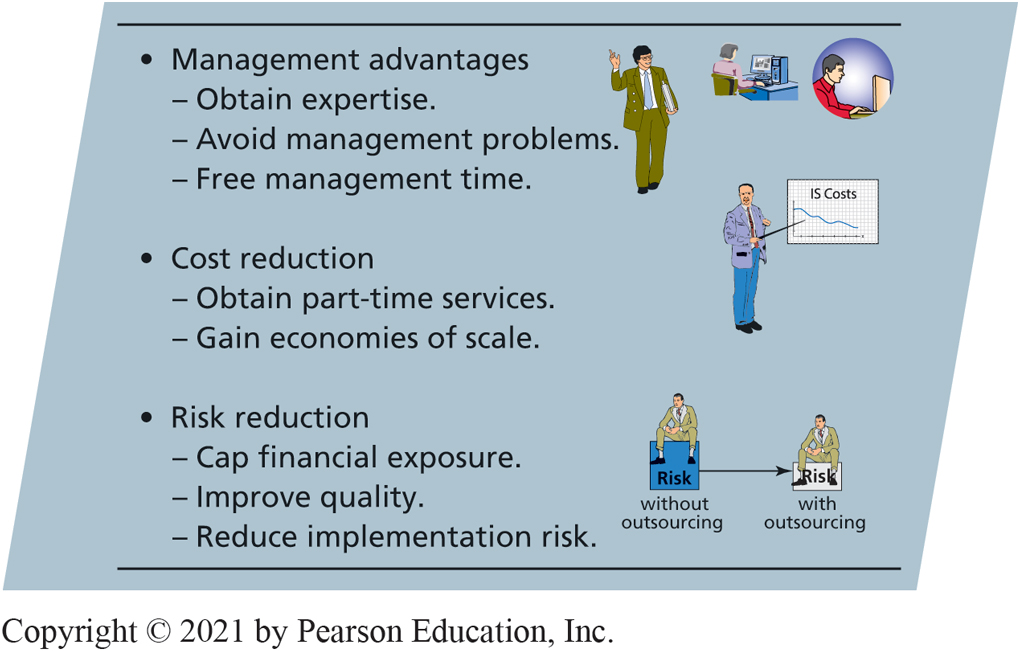 • Management advantages
– Obtain expertise.
– Avoid management problems.
– Free management time.
IS Costs
• Cost reduction
– Obtain part-time services.
– Gain economies of scale.
• Risk reduction
– Cap financial exposure.
– Improve quality.
– Reduce implementation risk.
Risk
without
outsourcing
Risk
with
outsourcing
Copyright © 2021 by Pearson Education, Inc.